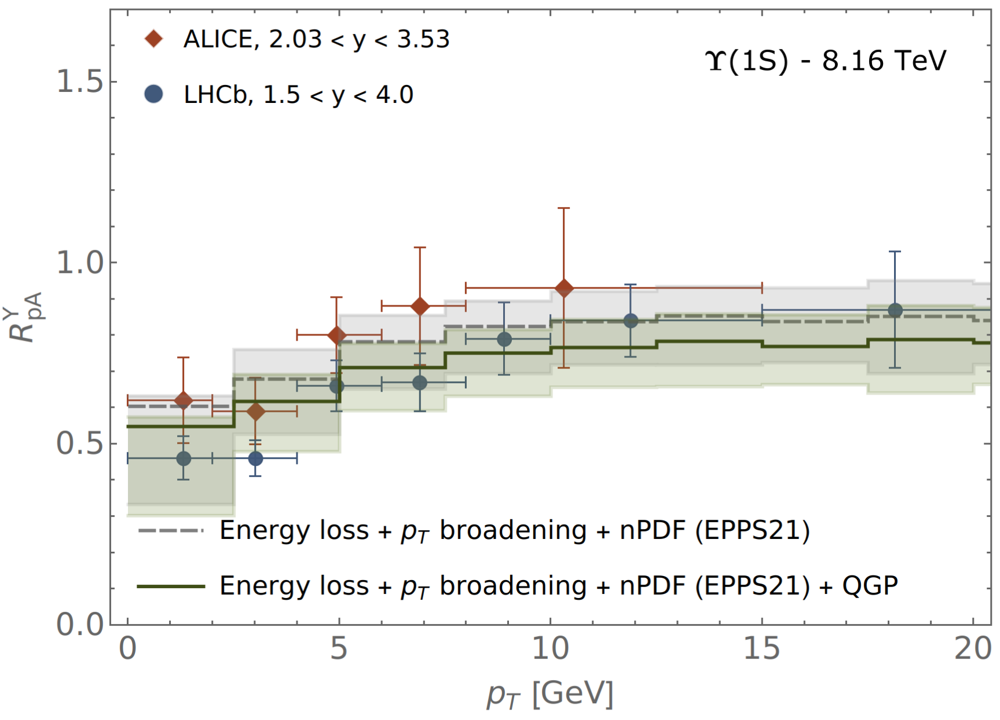 ALICE, 2.03 < y < 3.53
LHCb, 1.5 < y < 4.0
ϒ(1S) - 8.16 TeV
1.5
1.0
0.5
0.0
R^Υ_pA
Energy loss + p_T broadening + nPDF (EPPS21)
Energy loss + p_T broadening + nPDF (EPPS21) + QGP
0 5 10 15 20
p_T [GeV]